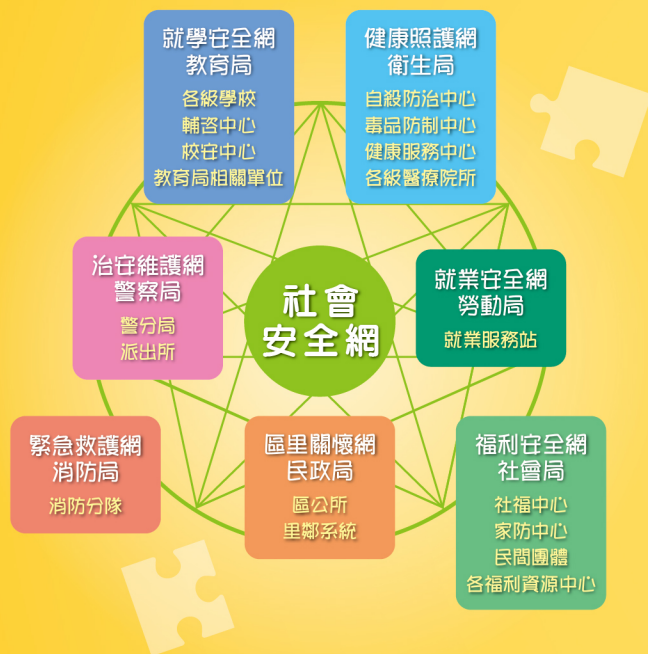 就學安全網
教育局
各級學校
輔咨中心
校安中心
教育局相關單位
健康照護網
衛生局
自殺防治中心
毒品防制中心
健康服務中心
各級醫療院所
治安維護網
警察局
警分局
派出所
社會
安全網
就業安全網
勞動局
就業服務站
緊急救護網
消防局
消防分隊
區里關懷網
民政局
區公所
里鄰系統
福利安全網
社會局
社福中心
家防中心
民間團體
各福利資源中心